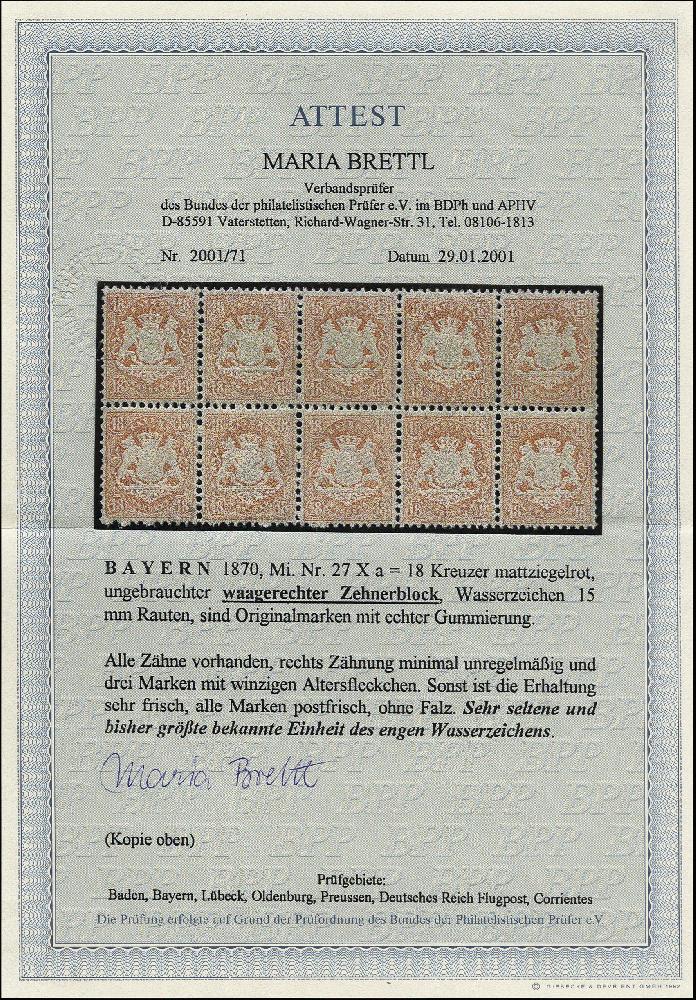 ATTEST
MARIA BRETTL
Verbandsprüfer
des Bundes der philatelistischen Prüfer e.V. im BDPh und APHV
D-85591 Vaterstetten, Richard-Wagner-Str. 31, Tel. 08106-1813
Nr. 2001/71 Datum 29.01.2001
BAYERN 1870, Mi. Nr. 27 X a = 18 Kreuzer mattziegelrot,
ungebrauchter waagerechter Zehnerblock, Wasserzeichen 15
mm Rauten, sind Originalmarken mit echter Gummierung.
Alle Zähne vorhanden, rechts Zähnung minimal unregelmäßig und
drei Marken mit winzigen Altersfleckchen. Sonst ist die Erhaltung
sehr frisch, alle Marken postfrisch, ohne Falz. Sehr seltene und
bisher größte bekannte Einheit des engen Wasserzeichens.
Maria Brettl
(Kopie oben)
Prüfgebiete:
Baden, Bayern, Lübeck, Oldenburg, Preussen, Deutsches Reich Flugpost, Corrientes
Die Prüfung erfolgte auf Grund der Prüfordnung des Bundes der Philatelistischen Prüfer e.V.